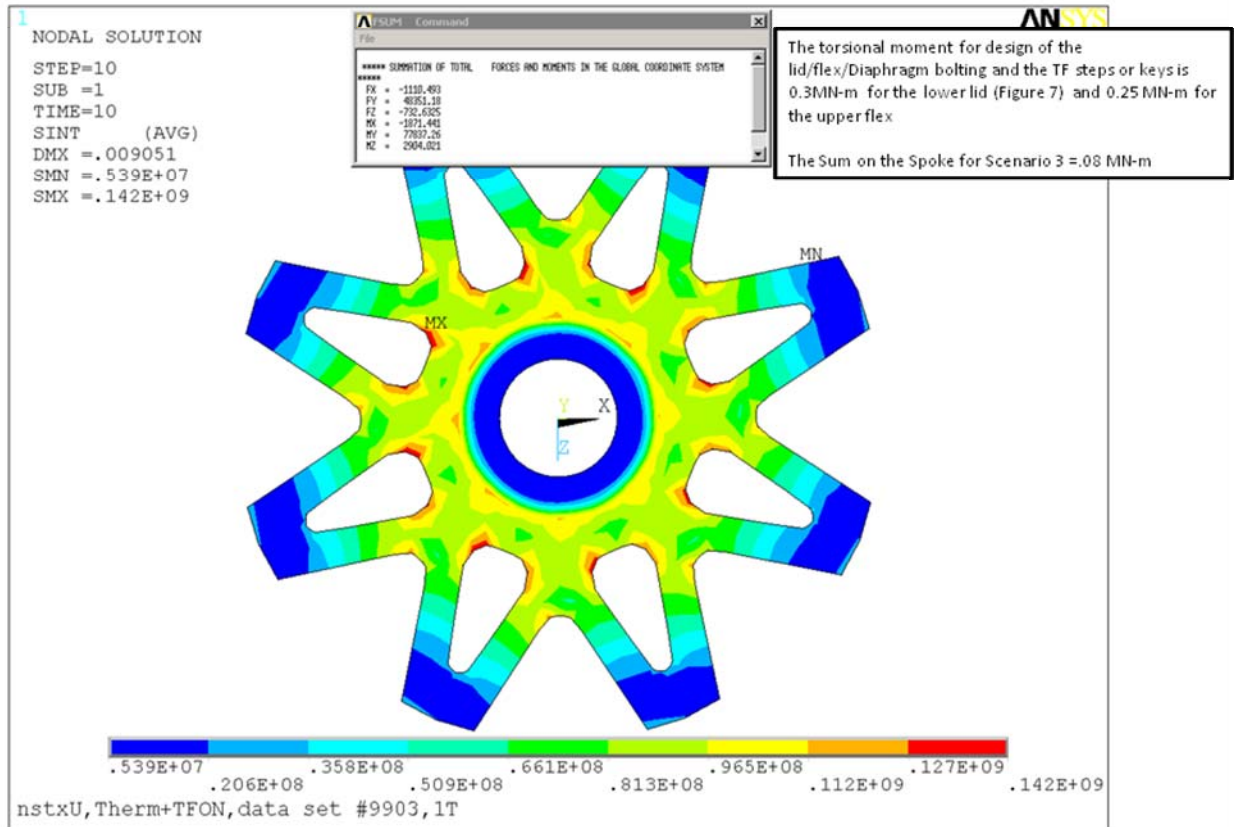 1
NODAL SOLUTION
STEP=10
SUB =1
TIME=10
SINT (AVG)
DMX =.009051
SMN =.539E+07
SMX =.142E+09
FSUM Command
File
***** SUMMATION OF TOTAL FORCES AND MOMENTS IN THE GLOBAL COORDINATE SYSTEM
*****
FX = -1110.493
FY = 48351.18
FZ = -732.6325
MX = -1871.441
MY = 77837.26
MZ = 2904.021
ANSYS
The torsional moment for design of the
lid/flex/Diaphragm bolting and the TF steps or keys is
0.3MN-m for the lower lid (Figure 7) and 0.25 MN-m for
the upper flex
The Sum on the Spoke for Scenario 3 =.08 MN-m
MN
MX
Y
X
Z
.539E+07 .358E+08 .661E+08 .965E+08 .127E+09
.206E+08 .509E+08 .813E+08 .112E+09 .142E+09
nstxU,Therm+TFON,data set #9903,1T